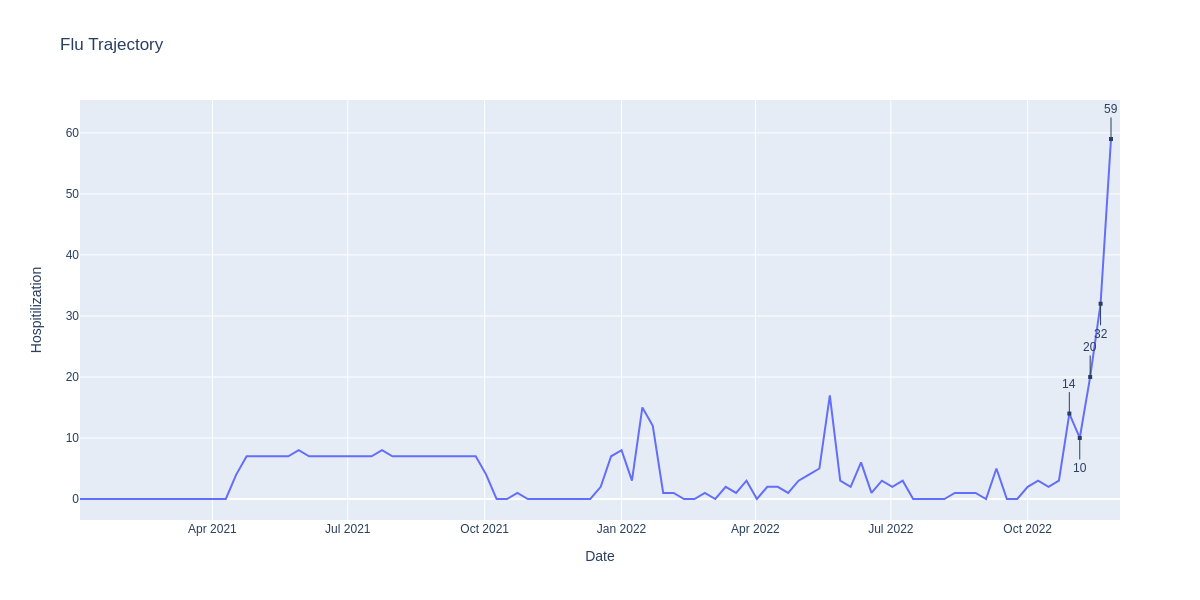 Flu Trajectory
59
60
50
40
30
32
20
20
14
10
10
0
Hospitilization
Apr 2021
Jul 2021
Oct 2021
Jan 2022
Apr 2022
Jul 2022
Oct 2022
Date